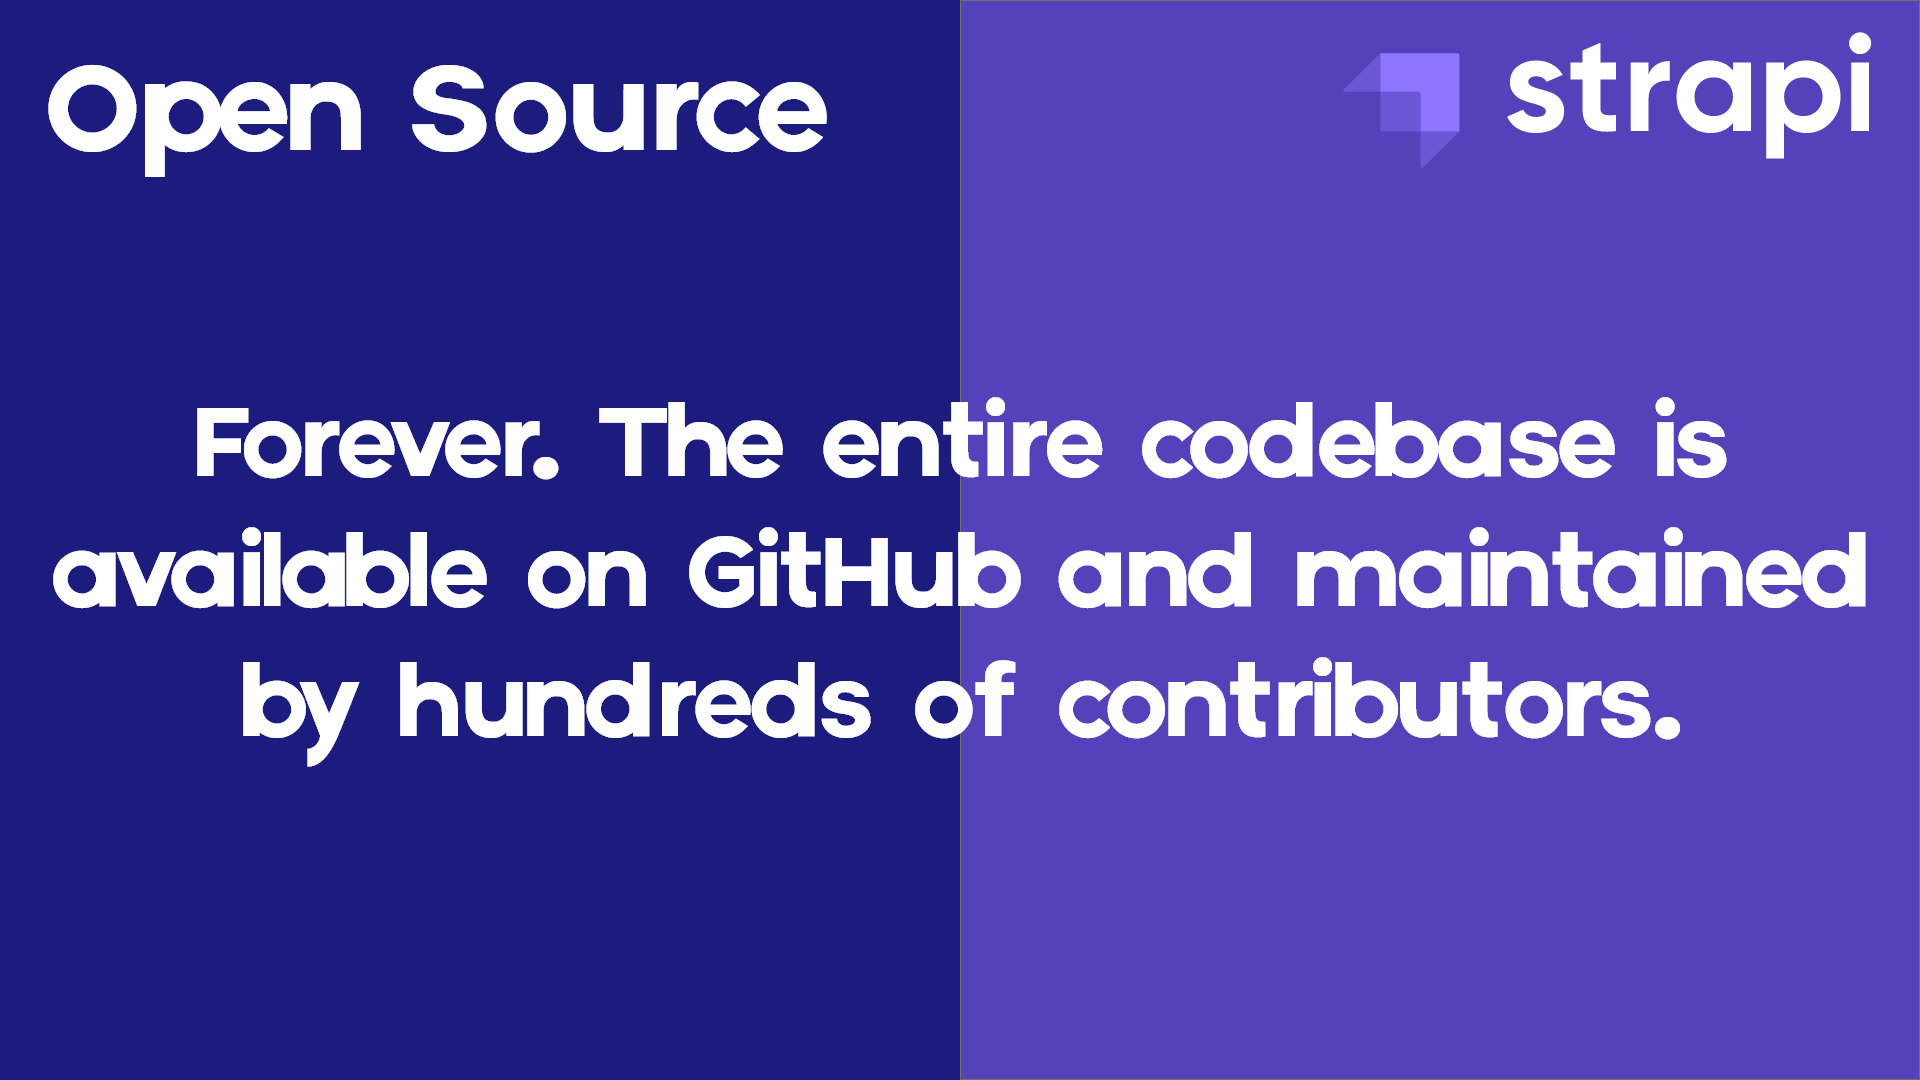 Open Source
strapi
Forever. The entire codebase is
available on GitHub and maintained
by hundreds of contributors.